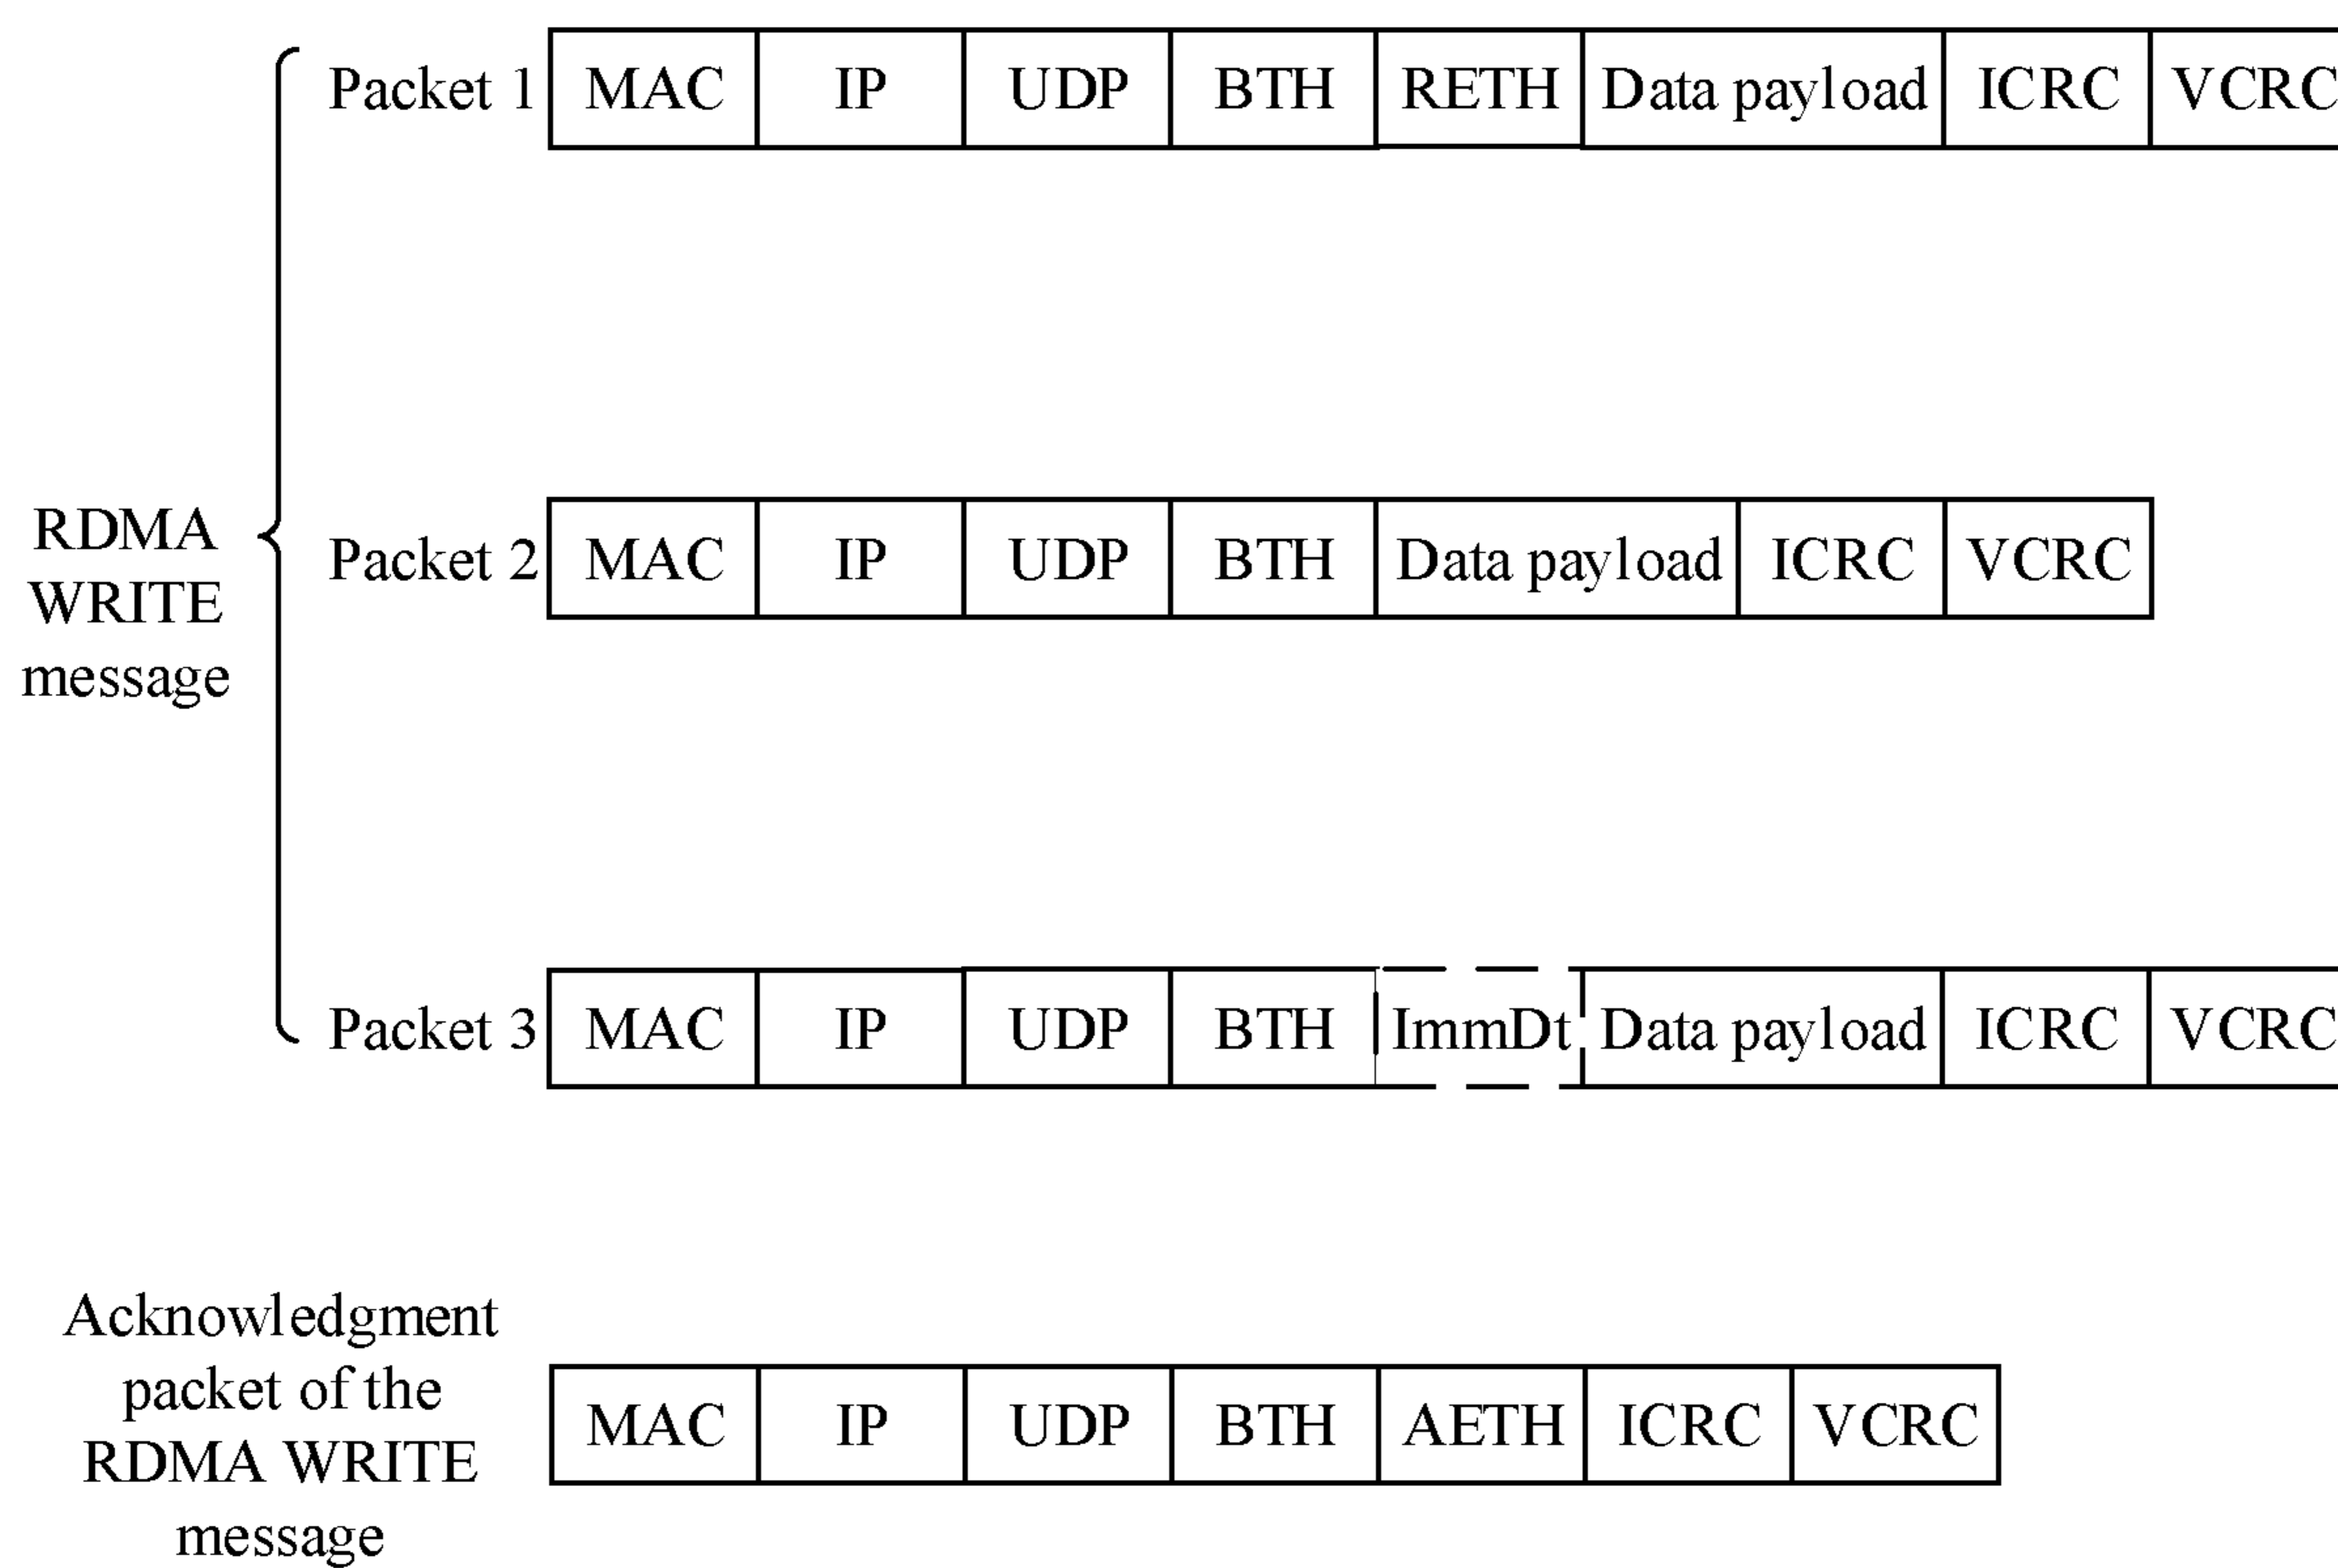 Packet 1 MAC IP UDP BTH RETH Data payload ICRC VCRC
RDMA
WRITE
message
Packet 2 MAC IP UDP BTH Data payload ICRC VCRC
Packet 3 MAC IP UDP BTH ImmDt Data payload ICRC VCRC
Acknowledgment
packet of the
RDMA WRITE
message
MAC IP UDP BTH AETH ICRC VCRC